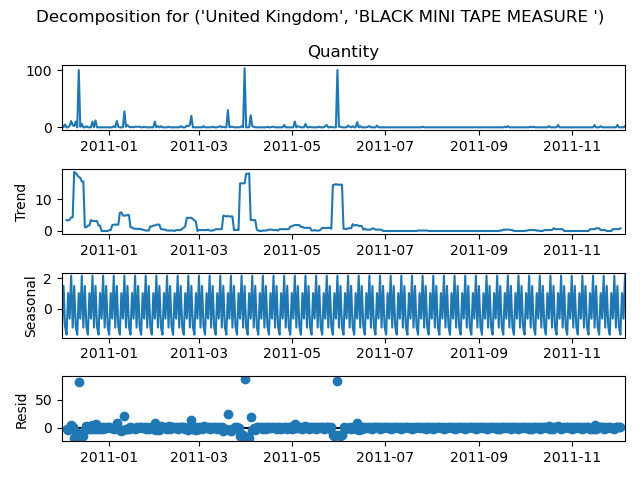 Decomposition for ('United Kingdom', 'BLACK MINI TAPE MEASURE ')
Quantity
100
0
2011-01 2011-03 2011-05 2011-07 2011-09 2011-11
Trend
10
0
2011-01 2011-03 2011-05 2011-07 2011-09 2011-11
Seasonal
2
0
2011-01 2011-03 2011-05 2011-07 2011-09 2011-11
Resid
50
0
2011-01 2011-03 2011-05 2011-07 2011-09 2011-11